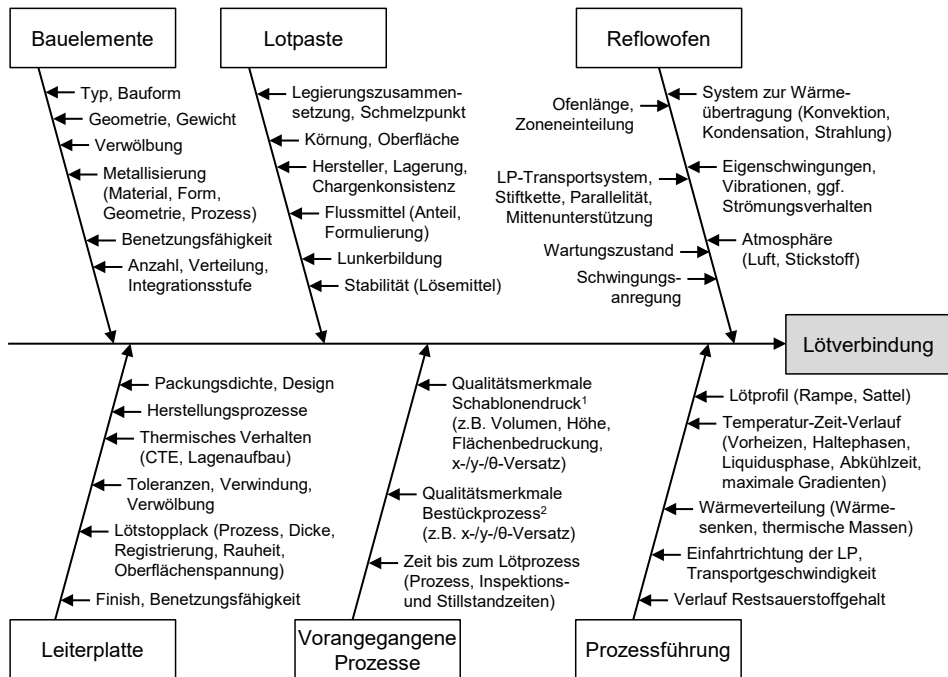 Bauelemente
Typ, Bauform
Geometrie, Gewicht
Verwölbung
Metallisierung
(Material, Form,
Geometrie, Prozess)
Benetzungsfähigkeit
Anzahl, Verteilung,
Integrationsstufe
Lotpaste
Legierungszusammen-
setzung, Schmelzpunkt
Körnung, Oberfläche
Hersteller, Lagerung,
Chargenkonsistenz
Flussmittel (Anteil,
Formulierung)
Lunkerbildung
Stabilität (Lösemittel)
Reflowofen
Ofenlänge,
Zoneneinteilung
LP-Transportsystem,
Stiftkette, Parallelität,
Mittenunterstützung
Wartungszustand
Schwingungs-
anregung
System zur Wärme-
übertragung (Konvektion,
Kondensation, Strahlung)
Eigenschwingungen,
Vibrationen, ggf.
Strömungsverhalten
Atmosphäre
(Luft, Stickstoff)
Lötverbindung
Packungsdichte, Design
Herstellungsprozesse
Thermisches Verhalten
(CTE, Lagenaufbau)
Toleranzen, Verwindung,
Verwölbung
Lötstopplack (Prozess, Dicke,
Registrierung, Rauheit,
Oberflächenspannung)
Finish, Benetzungsfähigkeit
Leiterplatte
Qualitätsmerkmale
Schablonendruck¹
(z.B. Volumen, Höhe,
Flächenbedruckung,
x-/y-/θ-Versatz)
Qualitätsmerkmale
Bestückprozess²
(z.B. x-/y-/θ-Versatz)
Zeit bis zum Lötprozess
(Prozess, Inspektions-
und Stillstandzeiten)
Vorangegangene
Prozesse
Lötprofil (Rampe, Sattel)
Temperatur-Zeit-Verlauf
(Vorheizen, Haltephasen,
Liquidusphase, Abkühlzeit,
maximale Gradienten)
Wärmeverteilung (Wärme-
senken, thermische Massen)
Einfahrtrichtung der LP,
Transportgeschwindigkeit
Verlauf Restsauerstoffgehalt
Prozessführung